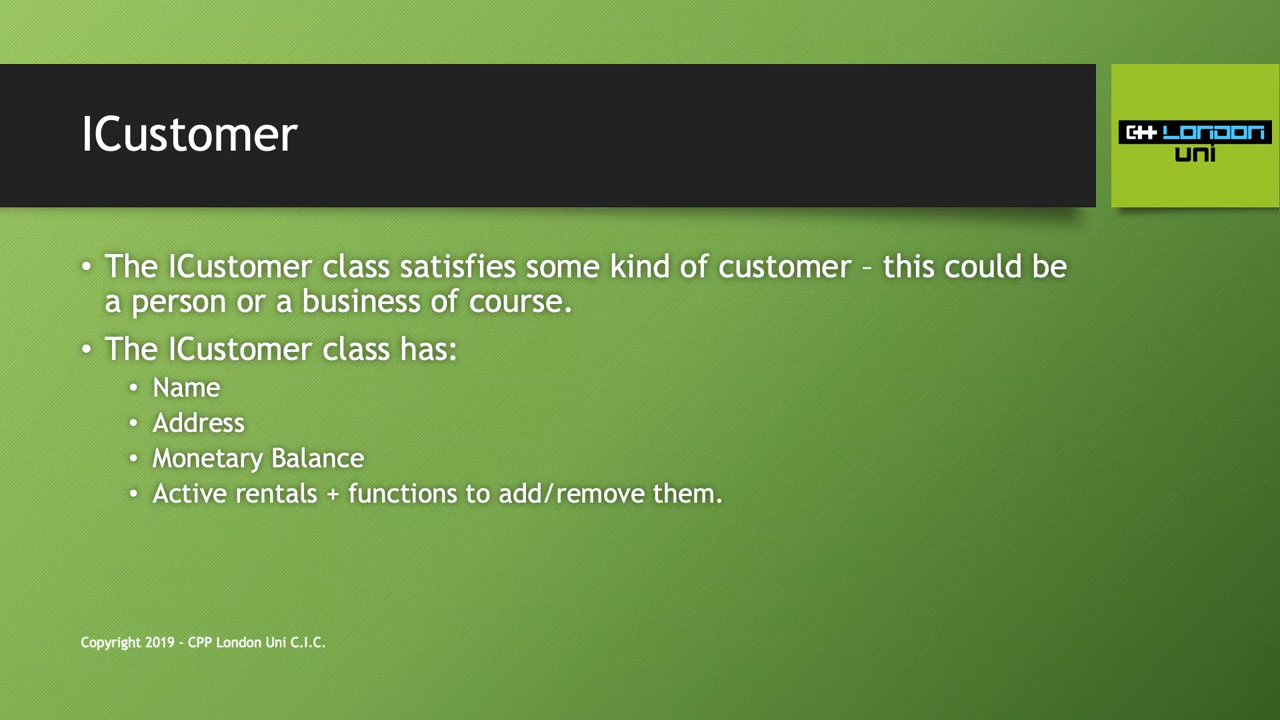 ICustomer
C++ London
Uni
• The ICustomer class satisfies some kind of customer – this could be
a person or a business of course.
• The ICustomer class has:
• Name
• Address
• Monetary Balance
• Active rentals + functions to add/remove them.
Copyright 2019 - CPP London Uni C.I.C.